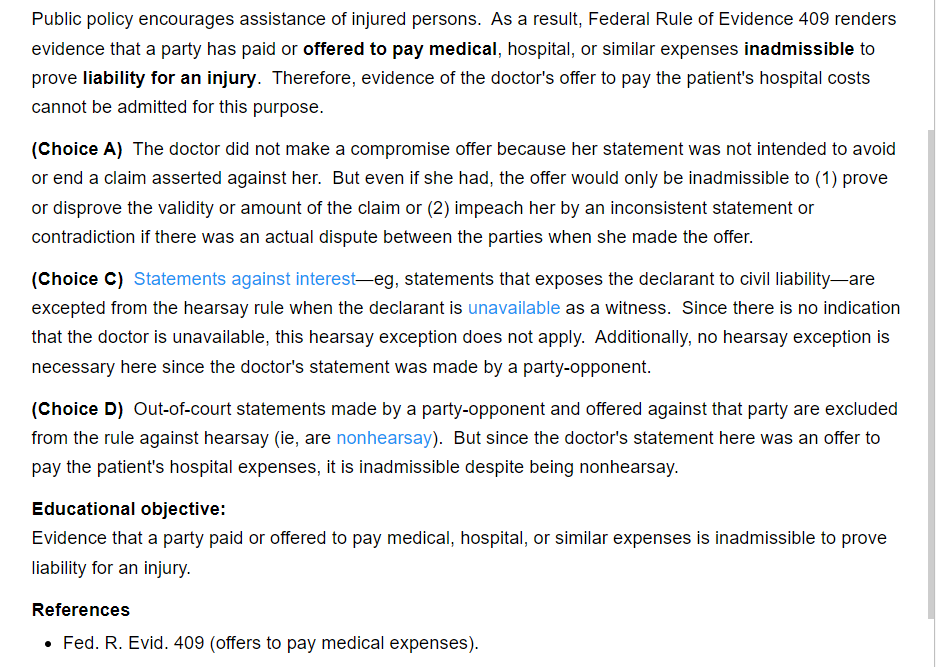 Public policy encourages assistance of injured persons.  As a result, Federal Rule of Evidence 409 renders
evidence that a party has paid or offered to pay medical, hospital, or similar expenses inadmissible to
prove liability for an injury.  Therefore, evidence of the doctor's offer to pay the patient's hospital costs
cannot be admitted for this purpose.
(Choice A)  The doctor did not make a compromise offer because her statement was not intended to avoid
or end a claim asserted against her.  But even if she had, the offer would only be inadmissible to (1) prove
or disprove the validity or amount of the claim or (2) impeach her by an inconsistent statement or
contradiction if there was an actual dispute between the parties when she made the offer.
(Choice C)  Statements against interest—eg, statements that exposes the declarant to civil liability—are
excepted from the hearsay rule when the declarant is unavailable as a witness.  Since there is no indication
that the doctor is unavailable, this hearsay exception does not apply.  Additionally, no hearsay exception is
necessary here since the doctor's statement was made by a party-opponent.
(Choice D)  Out-of-court statements made by a party-opponent and offered against that party are excluded
from the rule against hearsay (ie, are nonhearsay).  But since the doctor's statement here was an offer to
pay the patient's hospital expenses, it is inadmissible despite being nonhearsay.
Educational objective:
Evidence that a party paid or offered to pay medical, hospital, or similar expenses is inadmissible to prove
liability for an injury.
References
• Fed. R. Evid. 409 (offers to pay medical expenses).